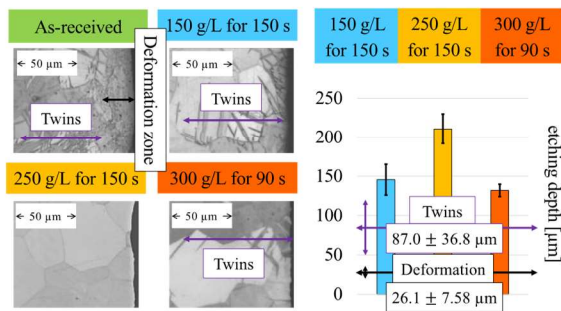 As-received
150 g/L for 150 s
Deformation zone
50 µm
Twins
50 µm
Twins
250 g/L for 150 s
300 g/L for 90 s
50 µm
50 µm
Twins
150 g/L
for 150 s
250 g/L
for 150 s
300 g/L
for 90 s
250
200
150
100
50
0
Twins
87.0 ± 36.8 µm
Deformation
26.1 ± 7.58 µm
etching depth [µm]